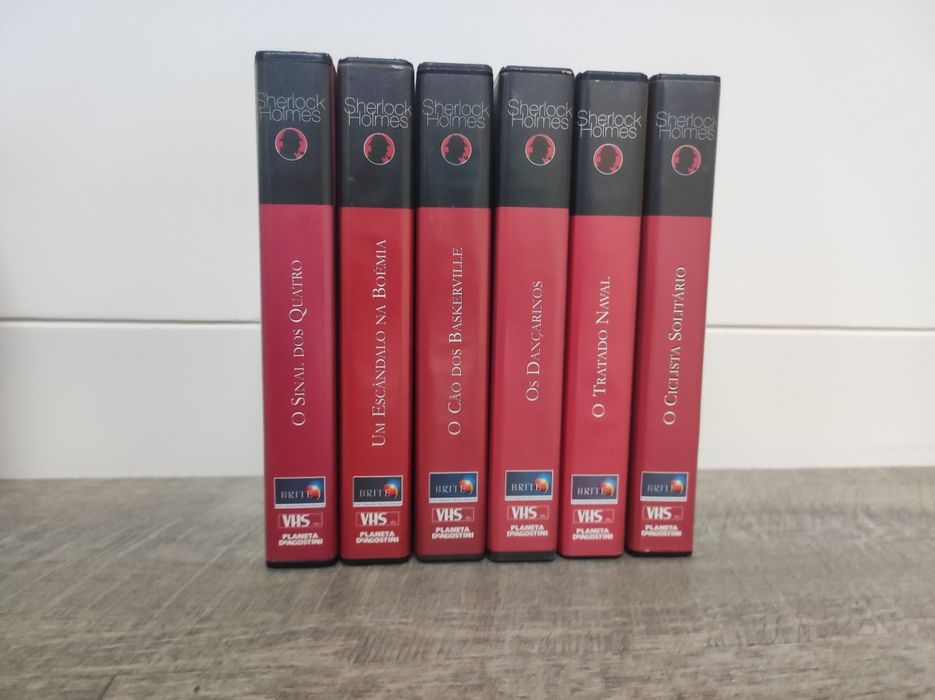 Sherlock
Holmes
O Sinal dos Quatro
BRITE
VHS
PLANETA
DeAGOSTINI
Sherlock
Holmes
Um Escândalo na Boémia
BRITE
VHS
PLANETA
DeAGOSTINI
Sherlock
Holmes
O Cão dos Baskerville
BRITE
VHS
PLANETA
DeAGOSTINI
Sherlock
Holmes
Os Dançarinos
BRITE
VHS
PLANETA
DeAGOSTINI
Sherlock
Holmes
O Tratado Naval
BRITE
VHS
PLANETA
DeAGOSTINI
Sherlock
Holmes
O Ciclista Solitário
BRITE
VHS
PLANETA
DeAGOSTINI